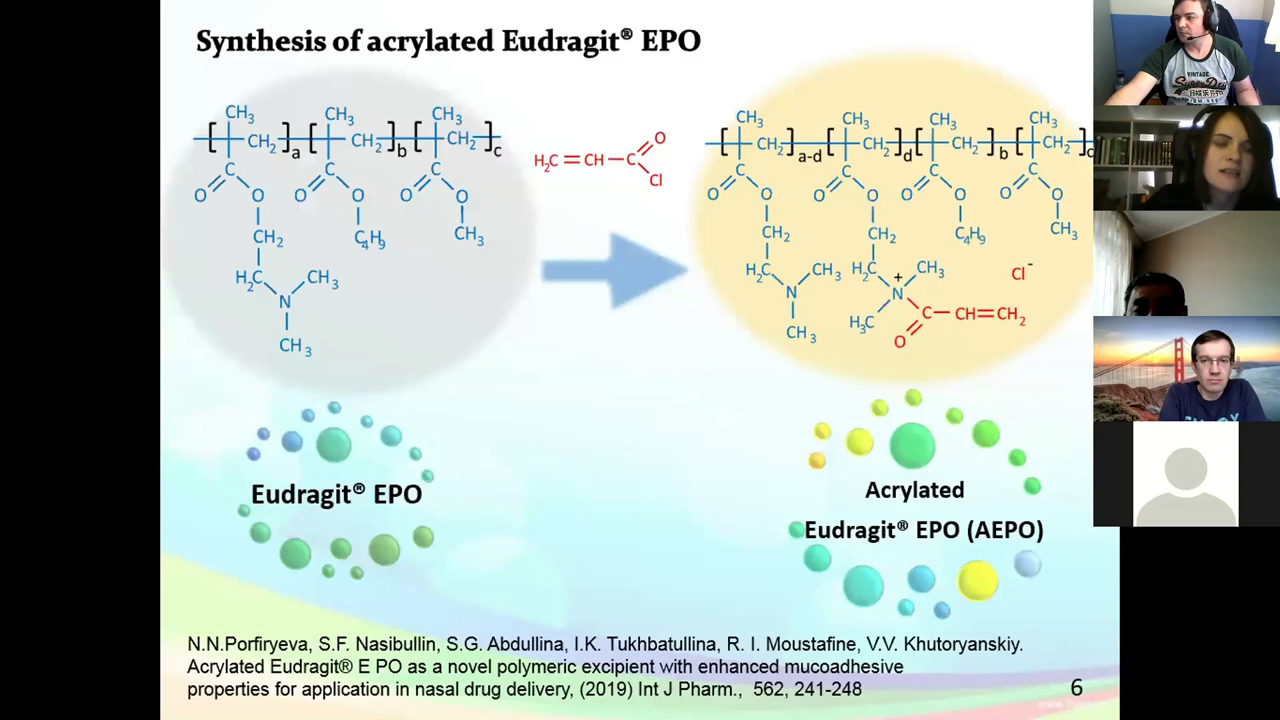 Synthesis of acrylated Eudragit® EPO
CH₃ CH₃ CH₃
[ CH₂ ]a [ CH₂ ]b [ CH₂ ]c
C C C
O O O O O O
CH₂ C₄H₉ CH₃
H₂C CH₃
N
CH₃
H₂C=CH–C O
Cl
CH₃ CH₃ CH₃ CH₃
[ CH₂ ]a-d [ CH₂ ]d [ CH₂ ]b [ CH₂
C C C C
O O O O O O O O
CH₂ CH₂ C₄H₉ CH₃
H₂C CH₃ H₂C CH₃ Cl⁻
N N⁺
CH₃ H₃C C–CH=CH₂
O
Eudragit® EPO
Acrylated
Eudragit® EPO (AEPO)
N.N.Porfiryeva, S.F. Nasibullin, S.G. Abdullina, I.K. Tukhbatullina, R. I. Moustafine, V.V. Khutoryanskiy.
Acrylated Eudragit® E PO as a novel polymeric excipient with enhanced mucoadhesive
properties for application in nasal drug delivery, (2019) Int J Pharm., 562, 241-248
6
VINTAGE